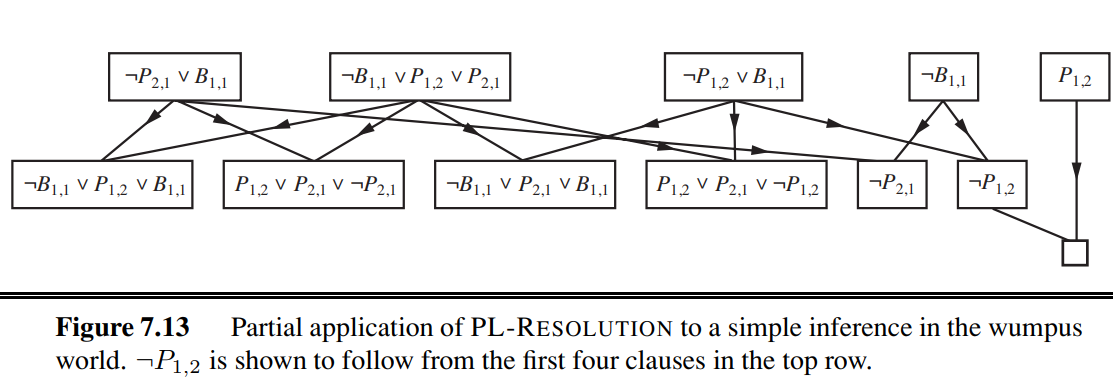 ¬P2,1 ∨ B1,1 ¬B1,1 ∨ P1,2 ∨ P2,1 ¬P1,2 ∨ B1,1 ¬B1,1 P1,2
¬B1,1 ∨ P1,2 ∨ B1,1 P1,2 ∨ P2,1 ∨ ¬P2,1 ¬B1,1 ∨ P2,1 ∨ B1,1 P1,2 ∨ P2,1 ∨ ¬P1,2 ¬P2,1 ¬P1,2
Figure 7.13 Partial application of PL-RESOLUTION to a simple inference in the wumpus
world. ¬P1,2 is shown to follow from the first four clauses in the top row.